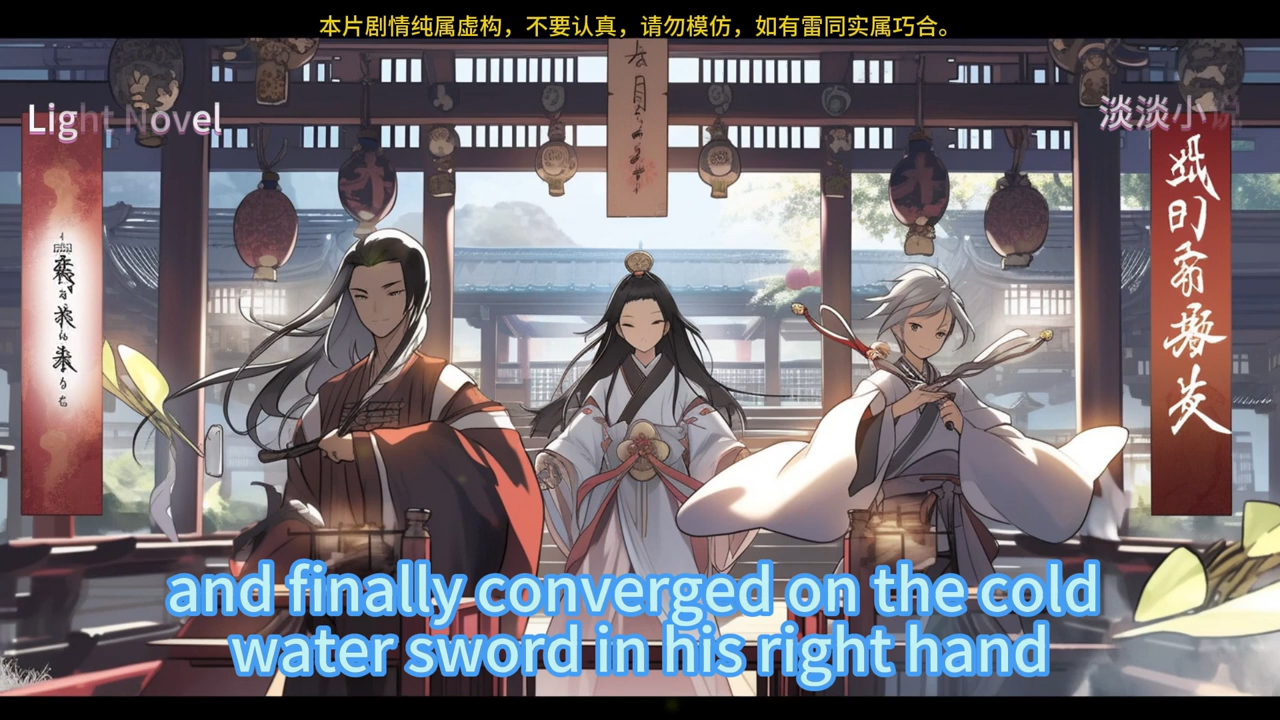 本片剧情纯属虚构，不要认真，请勿模仿，如有雷同实属巧合。
Light Novel
淡淡小说
and finally converged on the cold
water sword in his right hand